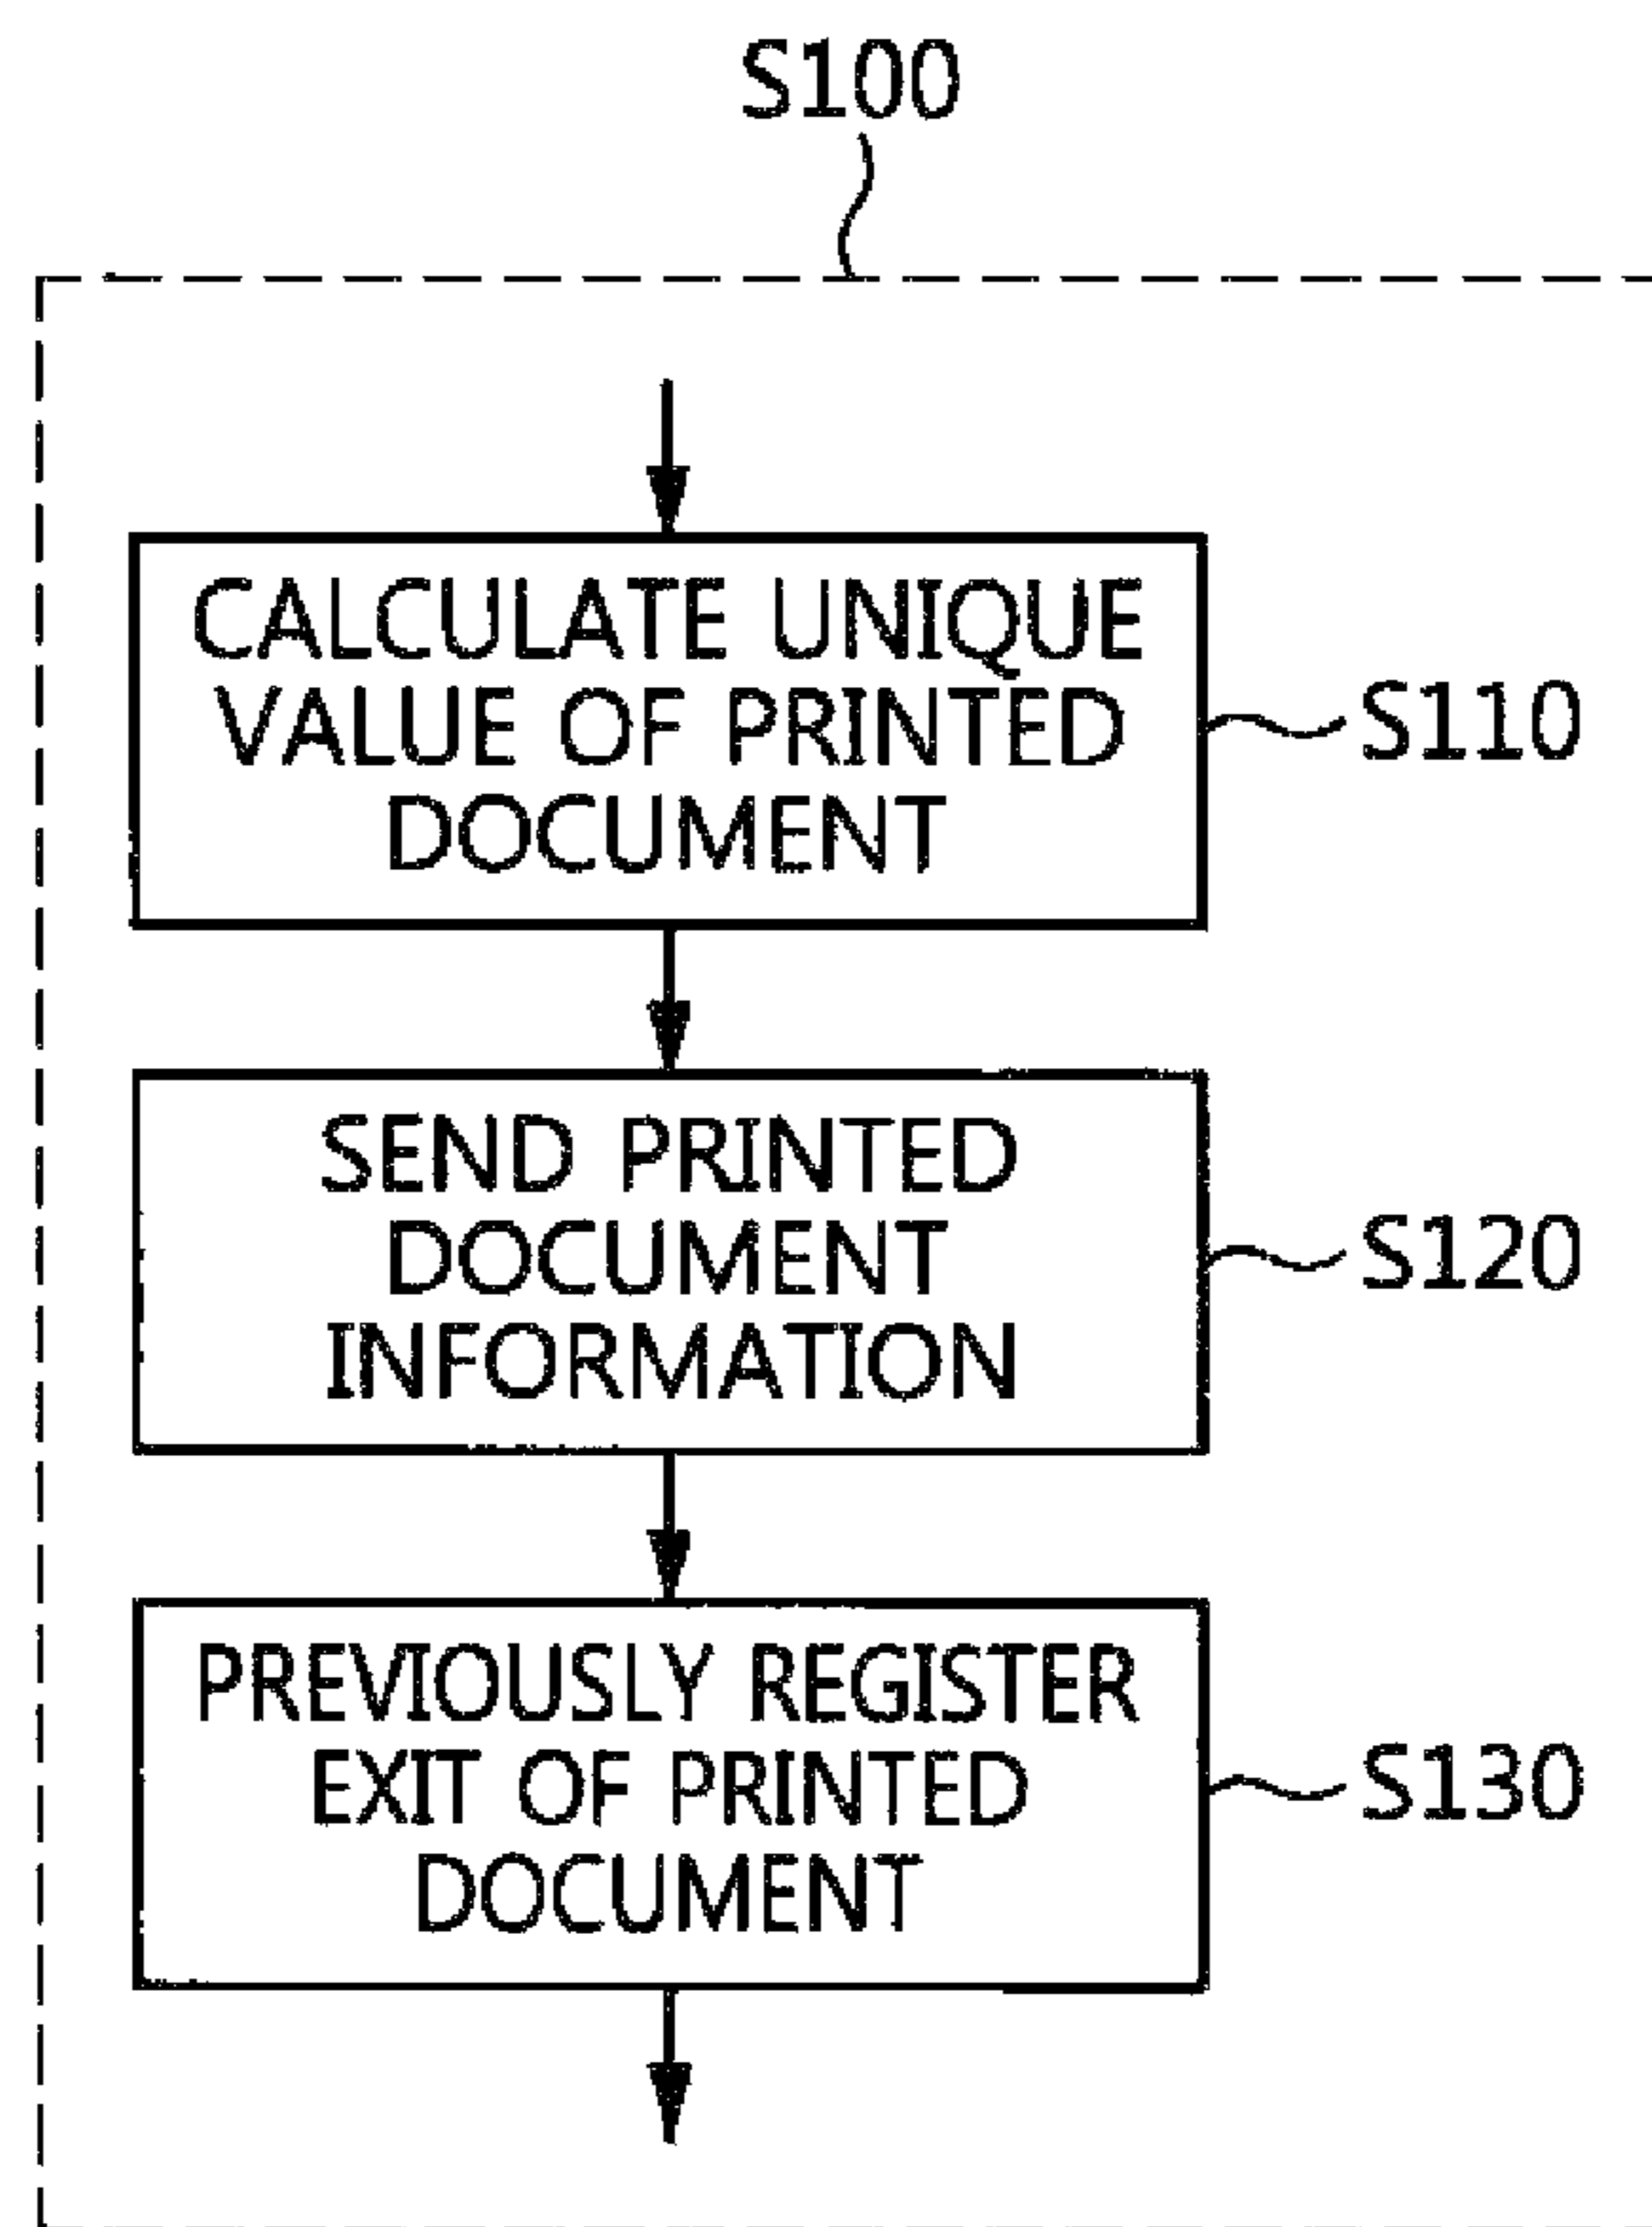 S100
CALCULATE UNIQUE
VALUE OF PRINTED
DOCUMENT
S110
SEND PRINTED
DOCUMENT
INFORMATION
S120
PREVIOUSLY REGISTER
EXIT OF PRINTED
DOCUMENT
S130